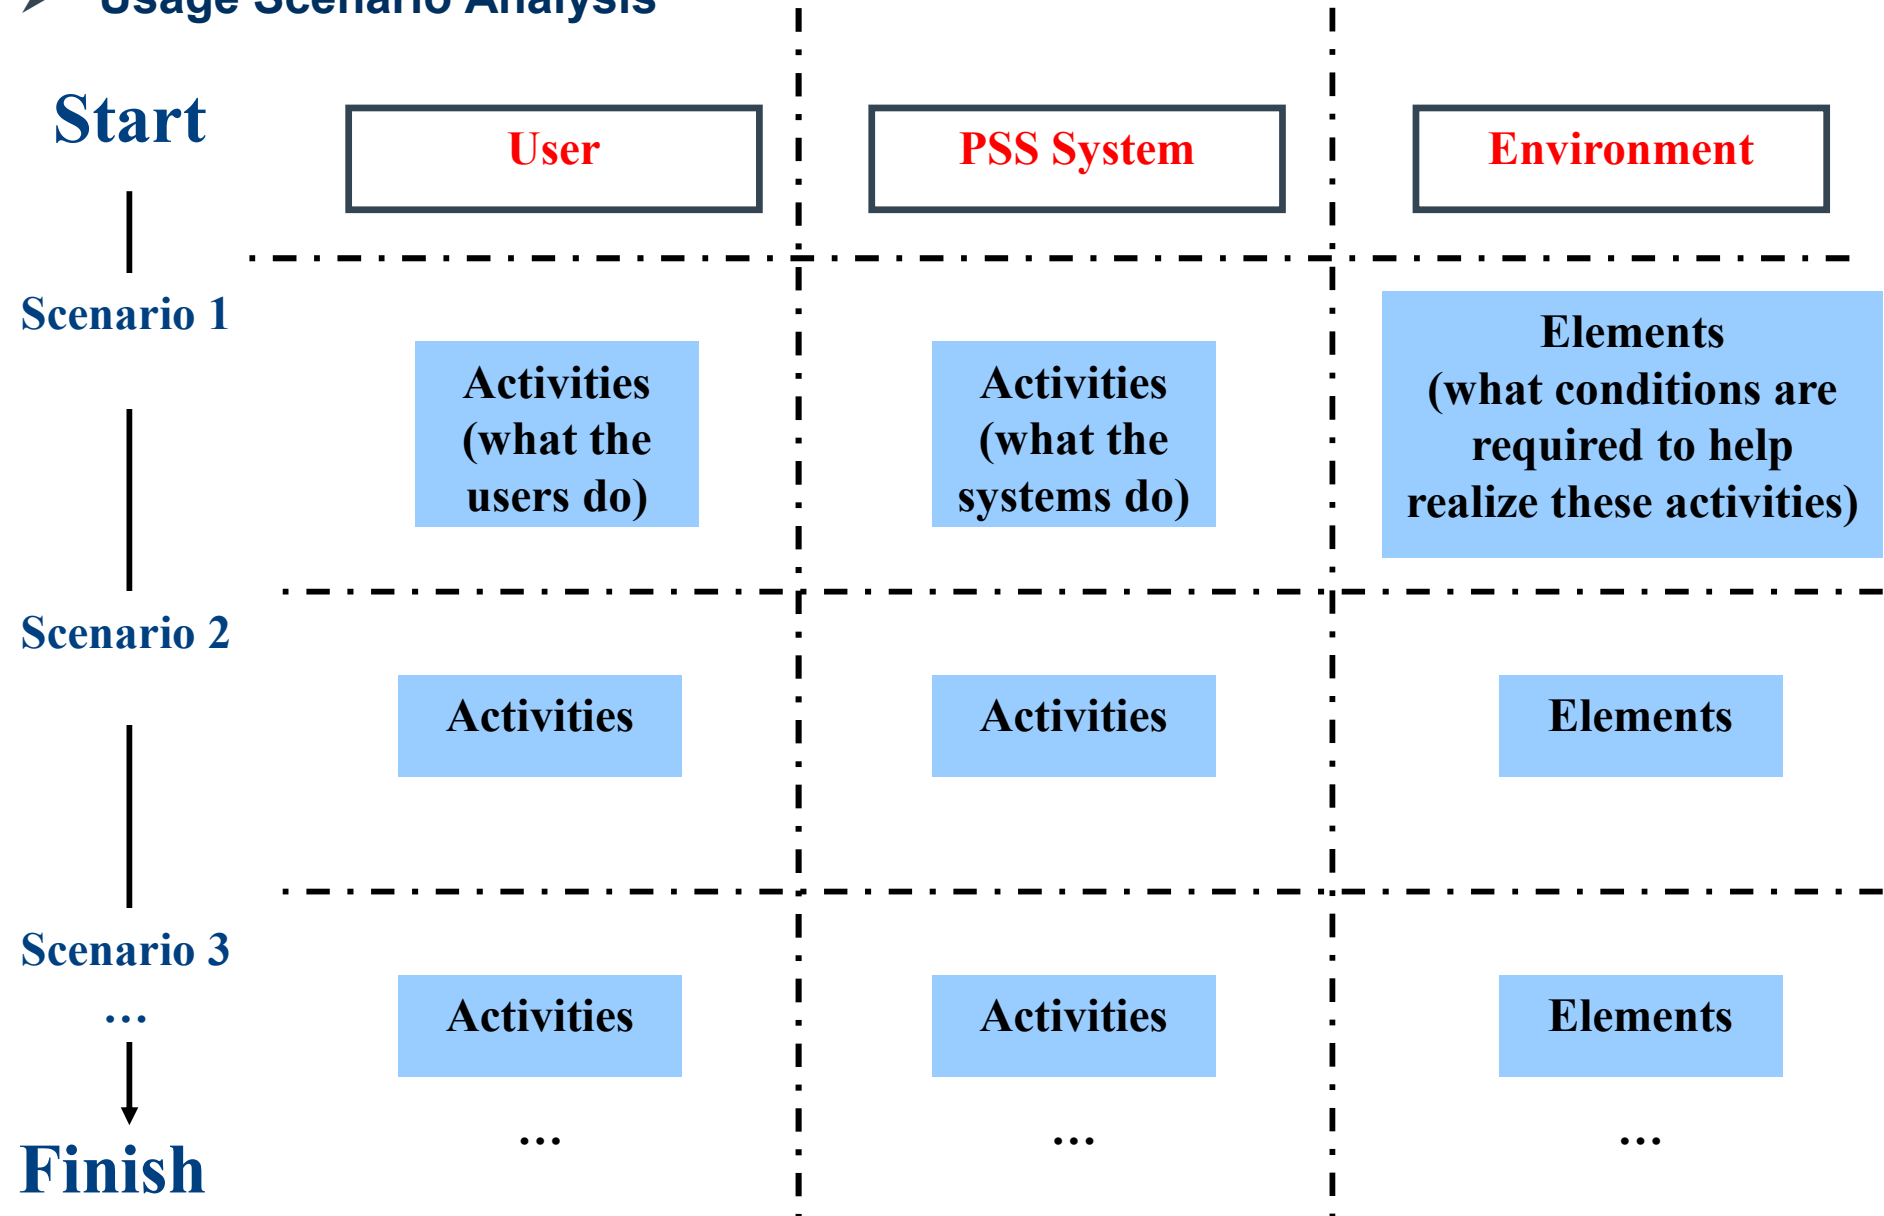 Usage Scenario Analysis
Start
User
PSS System
Environment
Scenario 1
Activities
(what the
users do)
Activities
(what the
systems do)
Elements
(what conditions are
required to help
realize these activities)
Scenario 2
Activities
Activities
Elements
Scenario 3
...
Activities
Activities
Elements
...
...
...
Finish